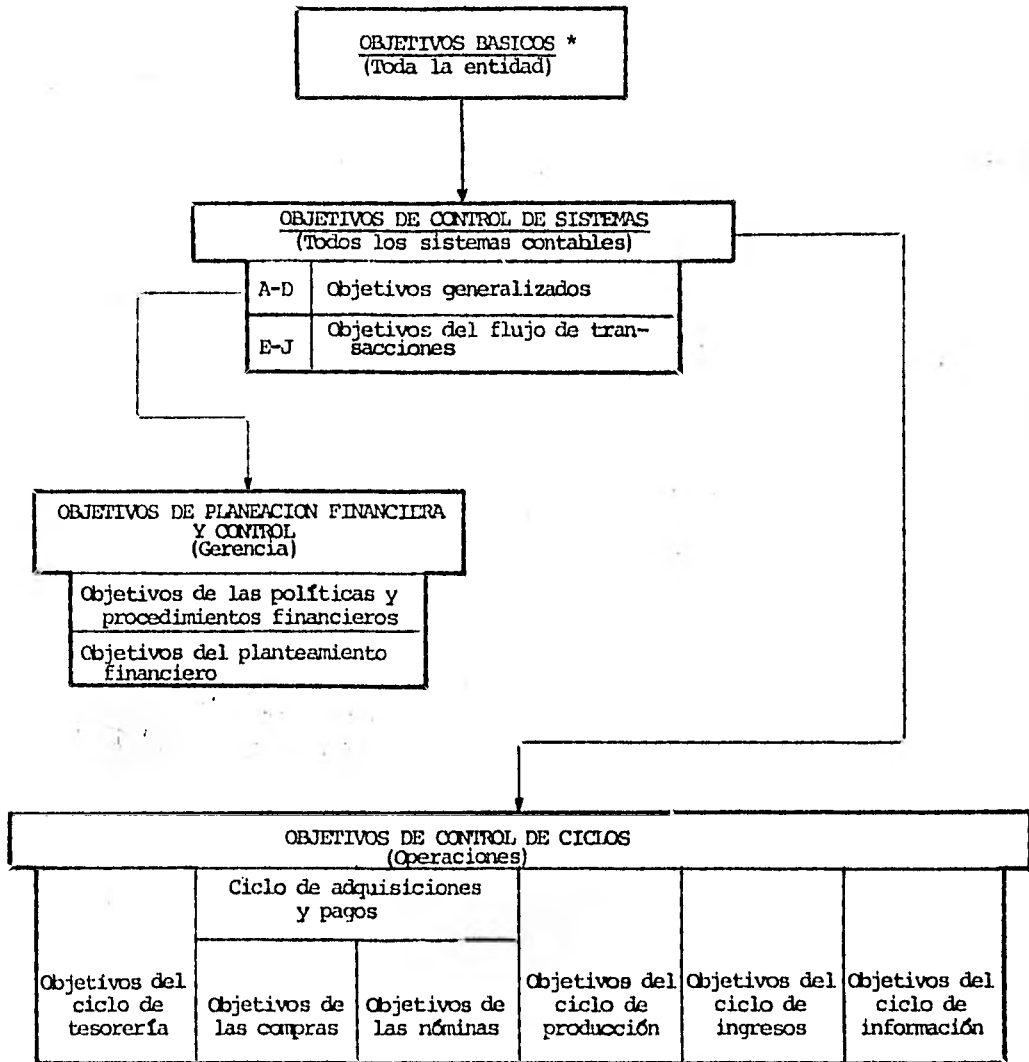 OBJETIVOS BASICOS *
(Toda la entidad)
OBJETIVOS DE CONTROL DE SISTEMAS
(Todos los sistemas contables)
A-D Objetivos generalizados
E-J Objetivos del flujo de tran-
sacciones
OBJETIVOS DE PLANEACION FINANCIERA
Y CONTROL
(Gerencia)
Objetivos de las políticas y
procedimientos financieros
Objetivos del planteamiento
financiero
OBJETIVOS DE CONTROL DE CICLOS
(Operaciones)
Ciclo de adquisiciones
y pagos
Objetivos del
ciclo de
tesorería
Objetivos de
las compras
Objetivos de
las nóminas
Objetivos del
ciclo de
producción
Objetivos del
ciclo de
ingresos
Objetivos del
ciclo de
información